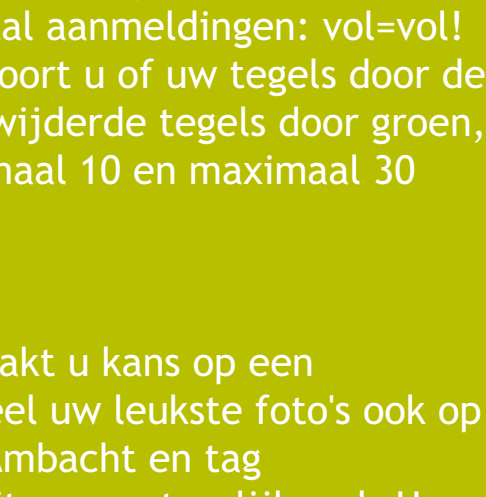 al aanmeldingen: vol=vol!
oort u of uw tegels door de
wijderde tegels door groen,
naal 10 en maximaal 30
akt u kans op een
eel uw leukste foto's ook op
Ambacht en tag